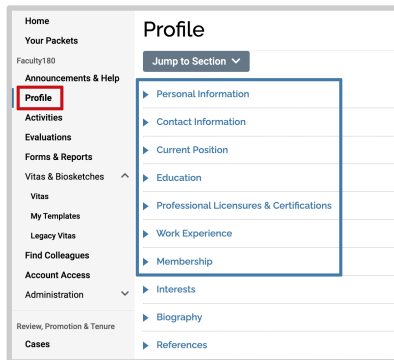 Home
Your Packets
Faculty180
Announcements & Help
Profile
Activities
Evaluations
Forms & Reports
Vitas & Biosketches
Vitas
My Templates
Legacy Vitas
Find Colleagues
Account Access
Administration
Review, Promotion & Tenure
Cases
Profile
Jump to Section
Personal Information
Contact Information
Current Position
Education
Professional Licensures & Certifications
Work Experience
Membership
Interests
Biography
References